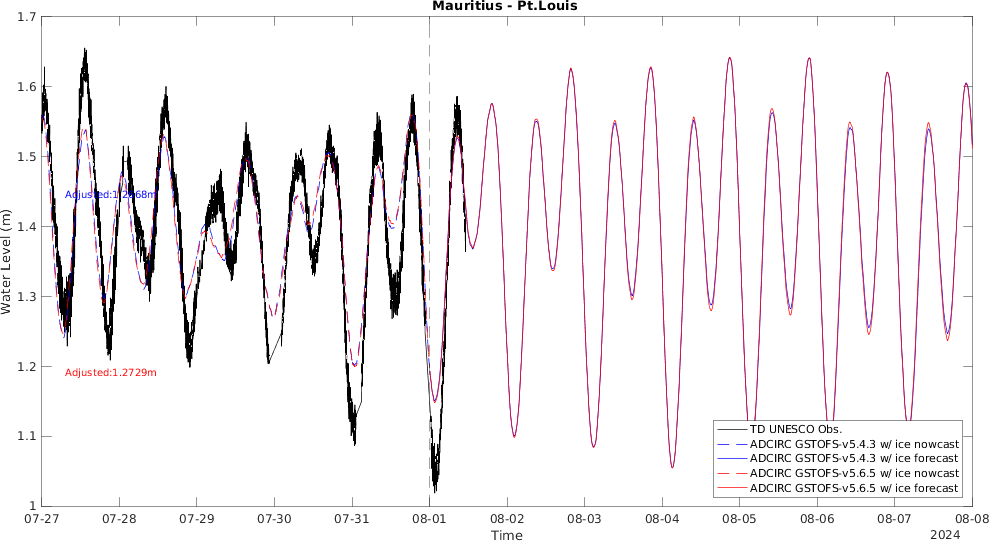 Mauritius - Pt.Louis
1.7
1.6
1.5
1.4
1.3
1.2
1.1
1
Water Level (m)
Adjusted:1.2668m
Adjusted:1.2729m
TD UNESCO Obs.
ADCIRC GSTOFS-v5.4.3 w/ ice nowcast
ADCIRC GSTOFS-v5.4.3 w/ ice forecast
ADCIRC GSTOFS-v5.6.5 w/ ice nowcast
ADCIRC GSTOFS-v5.6.5 w/ ice forecast
07-27 07-28 07-29 07-30 07-31 08-01 08-02 08-03 08-04 08-05 08-06 08-07 08-08
Time
2024